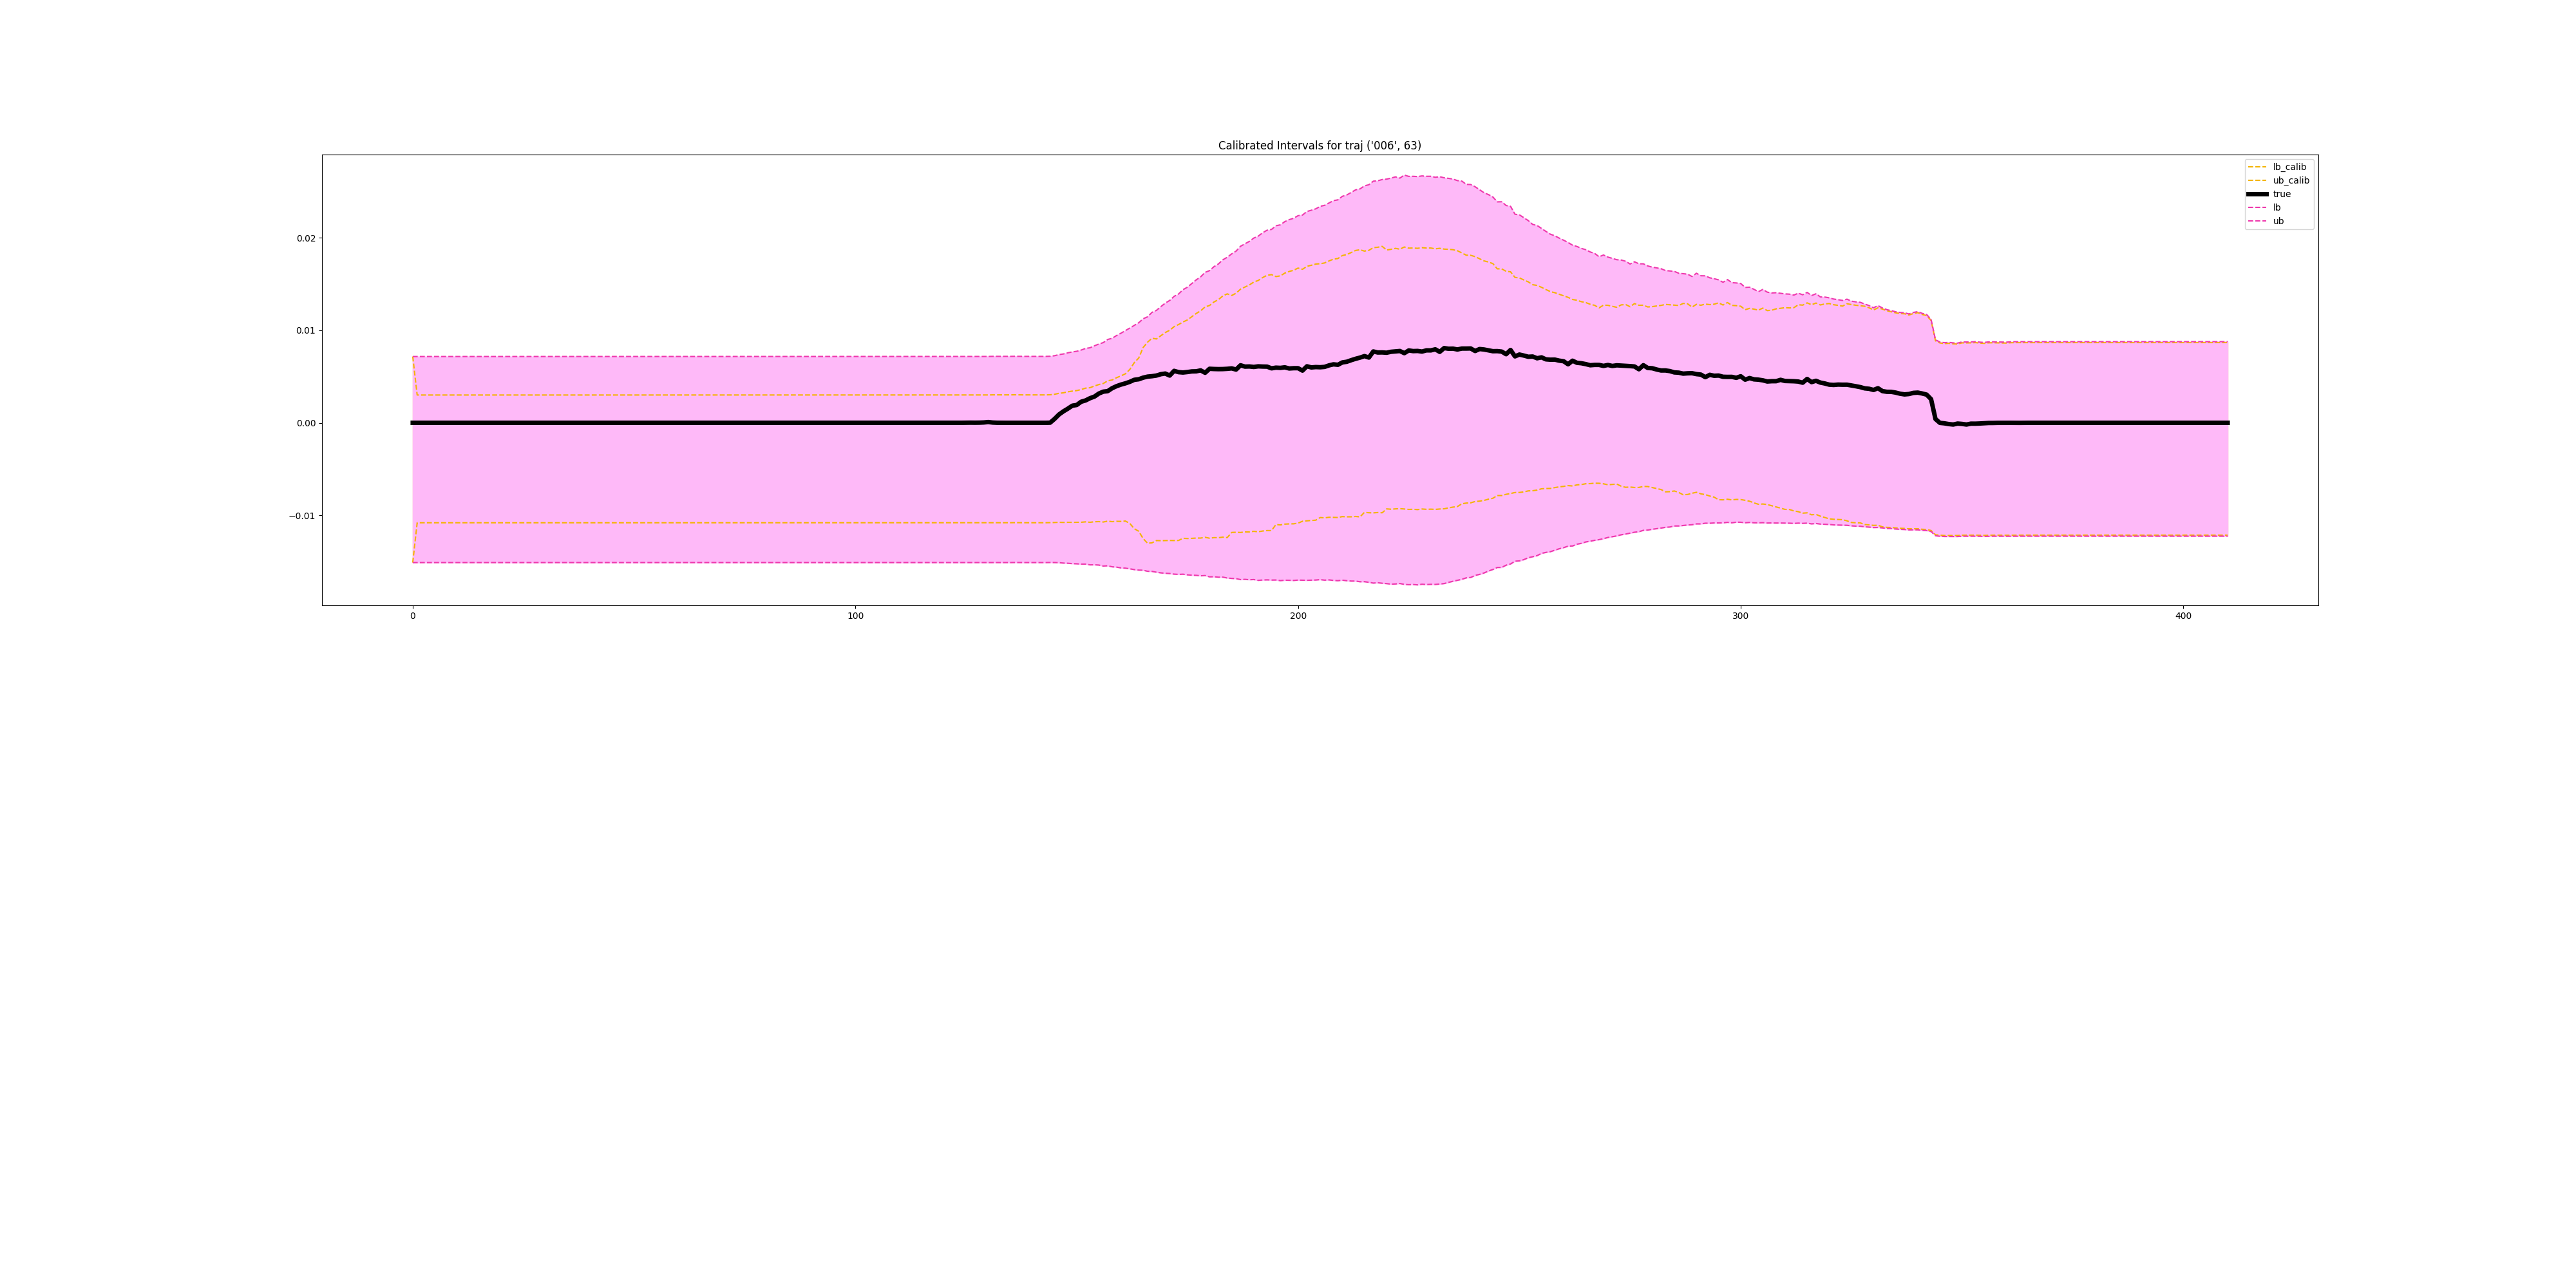 Calibrated Intervals for traj ('006', 63)
lb_calib
ub_calib
true
lb
ub
0.02
0.01
0.00
−0.01
0 100 200 300 400